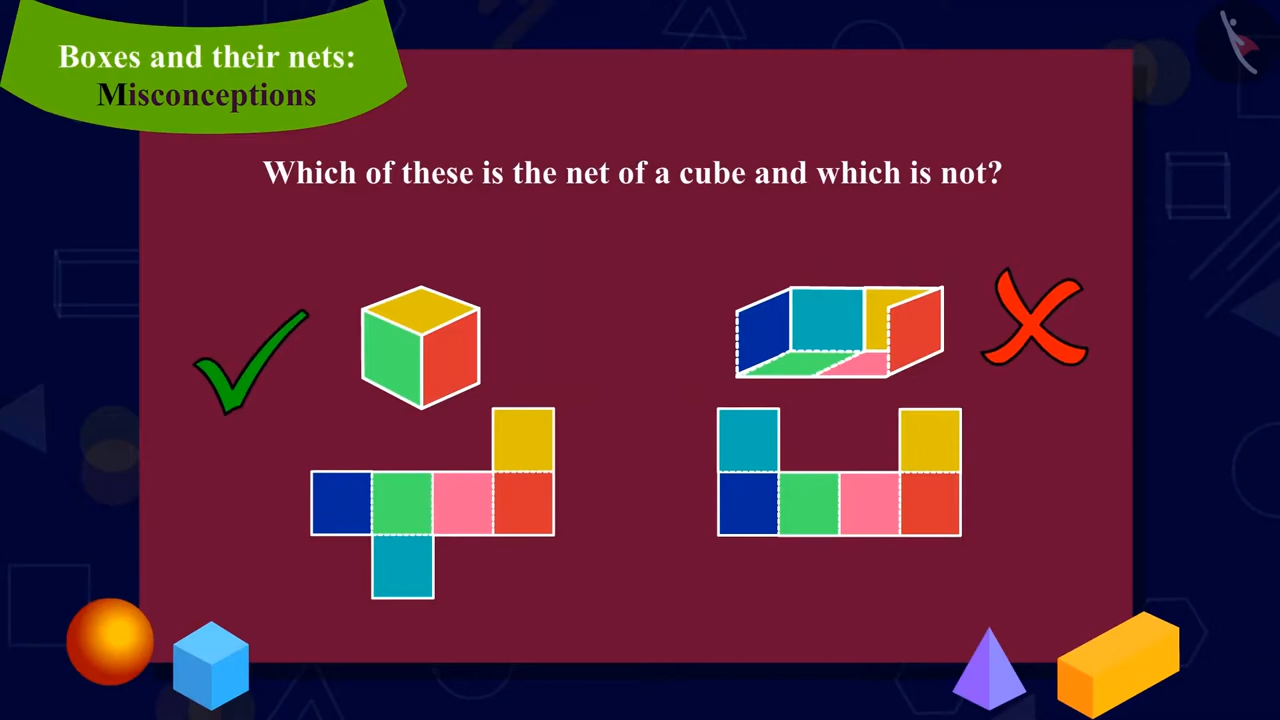 Boxes and their nets:
Misconceptions
Which of these is the net of a cube and which is not?